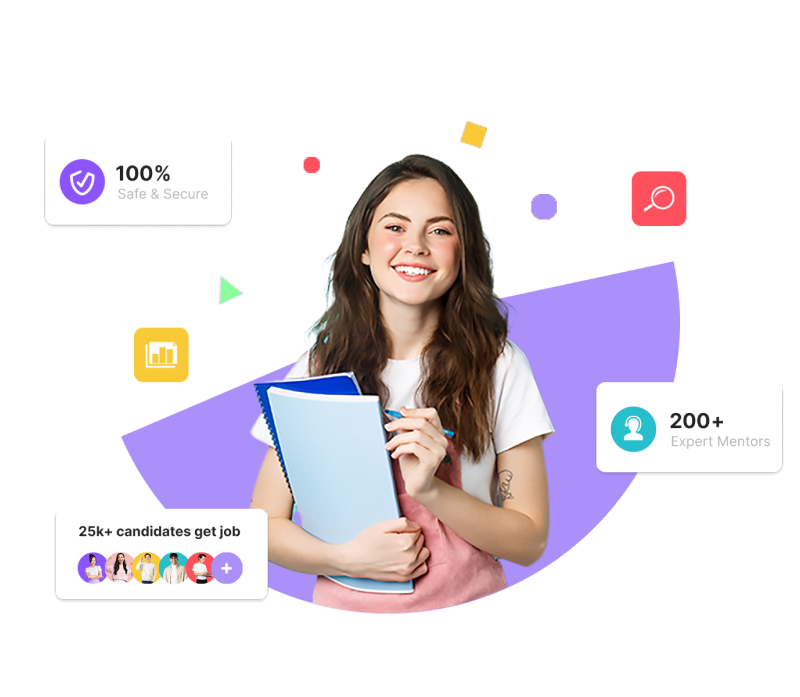 100%
Safe & Secure
200+
Expert Mentors
25k+ candidates get job
+